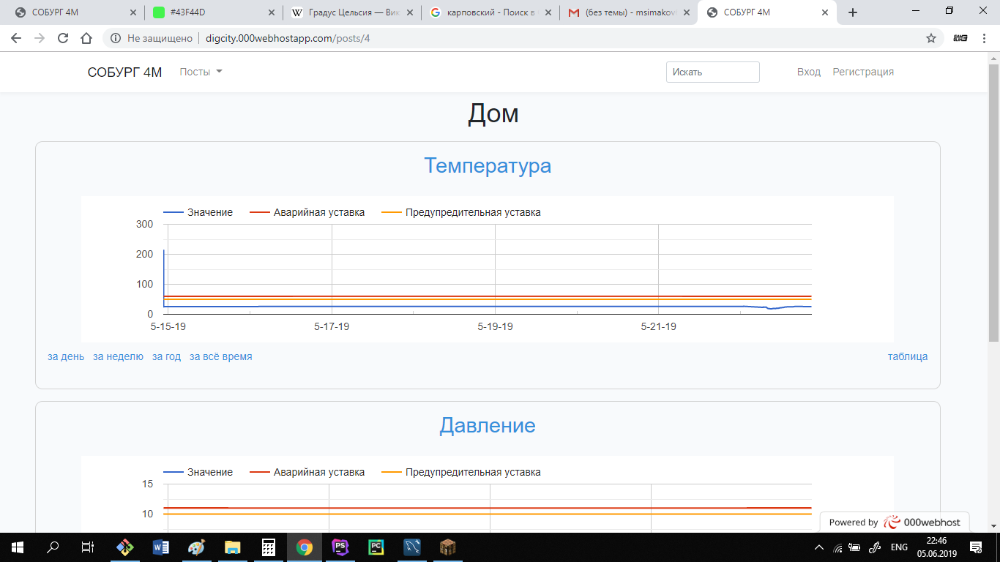 СОБУРГ 4М #43F44D Градус Цельсия — Вик карповский - Поиск в (без темы) - msimakov СОБУРГ 4М
Не защищено digcity.000webhostapp.com/posts/4
СОБУРГ 4М Посты Искать Вход Регистрация
Дом
Температура
Значение Аварийная уставка Предупредительная уставка
300
200
100
0
5-15-19 5-17-19 5-19-19 5-21-19
за день за неделю за год за всё время таблица
Давление
Значение Аварийная уставка Предупредительная уставка
15
10
Powered by 000webhost
W PS PC ENG 22:46
05.06.2019